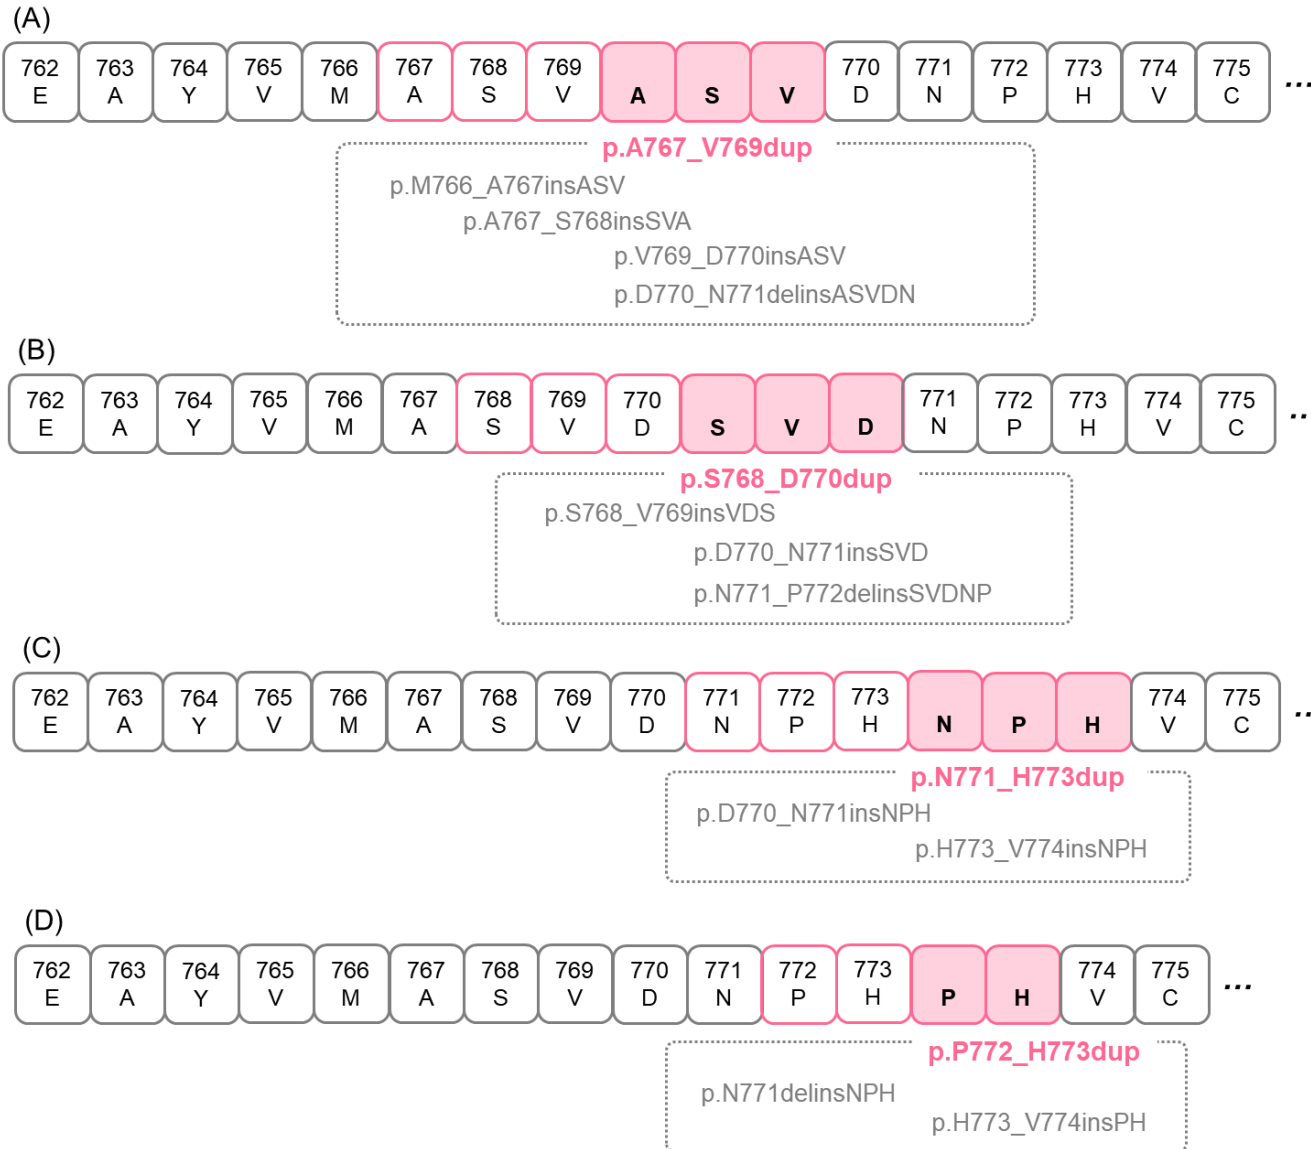 (A)
762 763 764 765 766 767 768 769 770 771 772 773 774 775
E A Y V M A S V A S V D N P H V C ...
p.A767_V769dup
p.M766_A767insASV
p.A767_S768insSVA
p.V769_D770insASV
p.D770_N771delinsASVDN
(B)
762 763 764 765 766 767 768 769 770 771 772 773 774 775
E A Y V M A S V D S V D N P H V C ..
p.S768_D770dup
p.S768_V769insVDS
p.D770_N771insSVD
p.N771_P772delinsSVDNP
(C)
762 763 764 765 766 767 768 769 770 771 772 773 774 775
E A Y V M A S V D N P H N P H V C ..
p.N771_H773dup
p.D770_N771insNPH
p.H773_V774insNPH
(D)
762 763 764 765 766 767 768 769 770 771 772 773 774 775
E A Y V M A S V D N P H P H V C ...
p.P772_H773dup
p.N771delinsNPH
p.H773_V774insPH